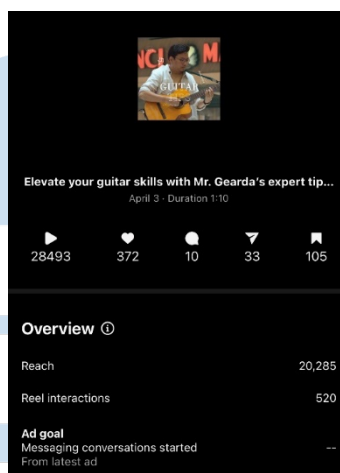 NCI M
GUITAR
Elevate your guitar skills with Mr. Gearda's expert tip...
April 3 · Duration 1:10
28493 372 10 33 105
Overview
Reach 20,285
Reel interactions 520
Ad goal
Messaging conversations started --
From latest ad